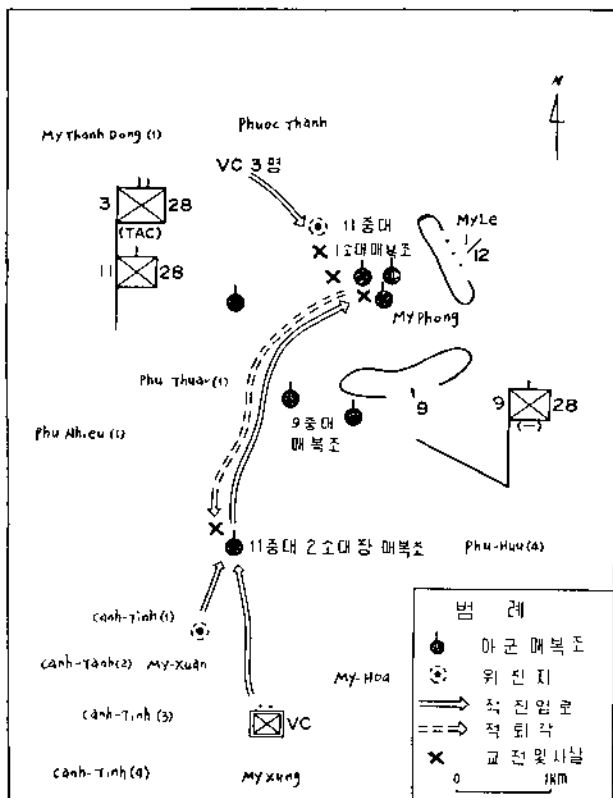 N
Phuoc Thành
My Thanh Dong (1)
VC 3명
3 28
(TAC)
11중대
1소대매복조
MyLe
1/12
11 28
My Phong
Phu Thuan (1)
9
9 28
(-)
Phu Nhieu (1)
9중대
매복조
11중대 2소대장 매복조
Phu-Huu (4)
Canh-Tinh (1)
Canh-Tanh (2)
My-Xuan
My-Hoa
Canh-Tinh (3)
VC
Canh-Tinh (4)
My Xung
범 례
아군 매복조
위진지
적진입로
적퇴각
교전및사살
0 1KM